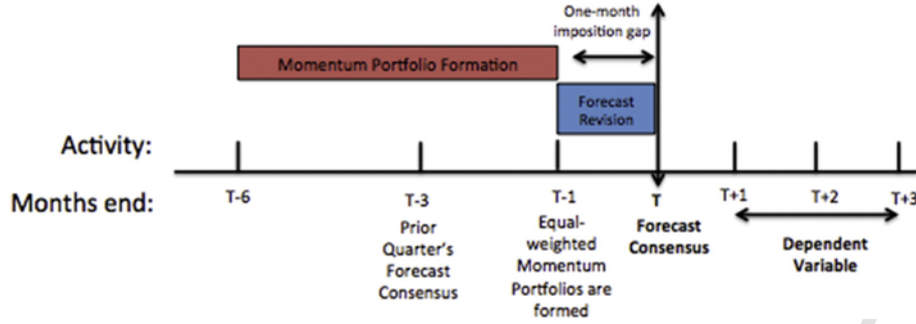 One-month
imposition gap
Momentum Portfolio Formation
Forecast
Revision
Activity:
Months end:
T-6
T-3
T-1
T
T+1
T+2
T+3
Prior
Quarter's
Forecast
Consensus
Equal-
weighted
Momentum
Portfolios are
formed
Forecast
Consensus
Dependent
Variable